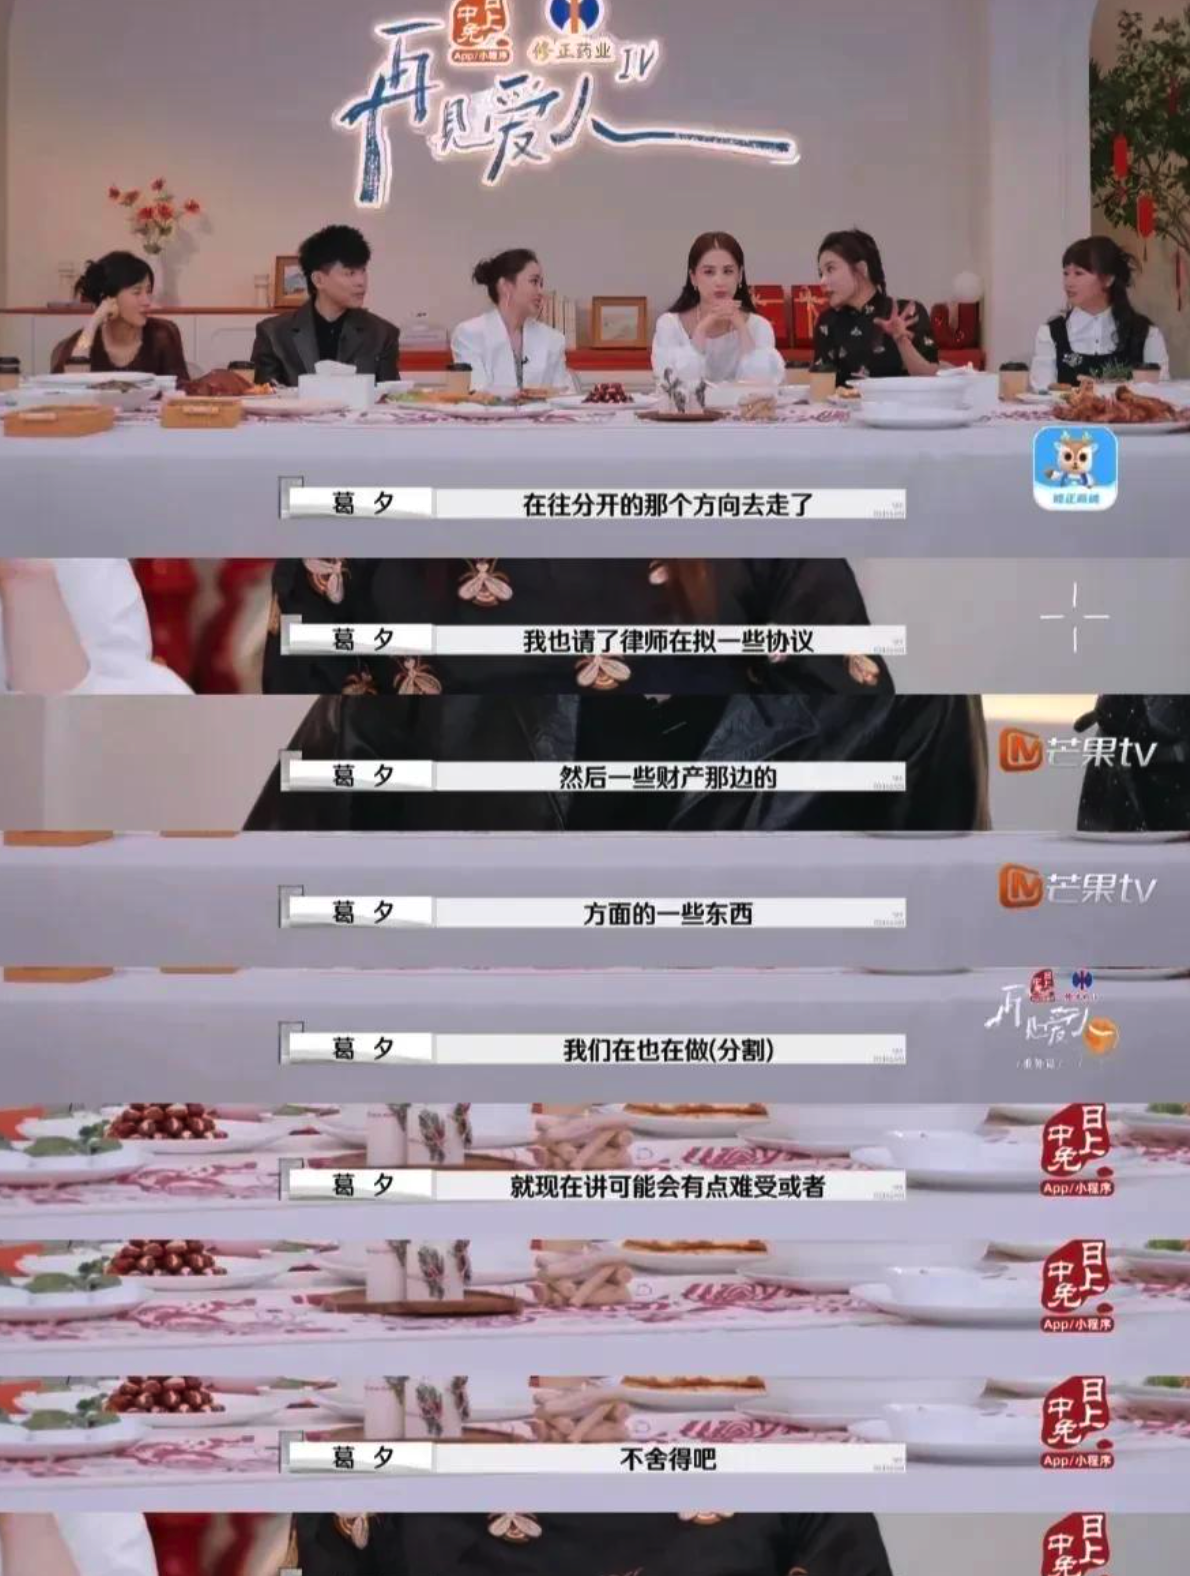 日上
中免
App/小程序
修正药业
再见爱人IV
葛夕 在往分开的那个方向去走了
葛夕 我也请了律师在拟一些协议
葛夕 然后一些财产那边的
芒果tv
葛夕 方面的一些东西
芒果tv
再见爱人
葛夕 我们在也在做(分割)
日上
中免
App/小程序
葛夕 就现在讲可能会有点难受或者
日上
中免
App/小程序
日上
中免
App/小程序
葛夕 不舍得吧
日上
中免